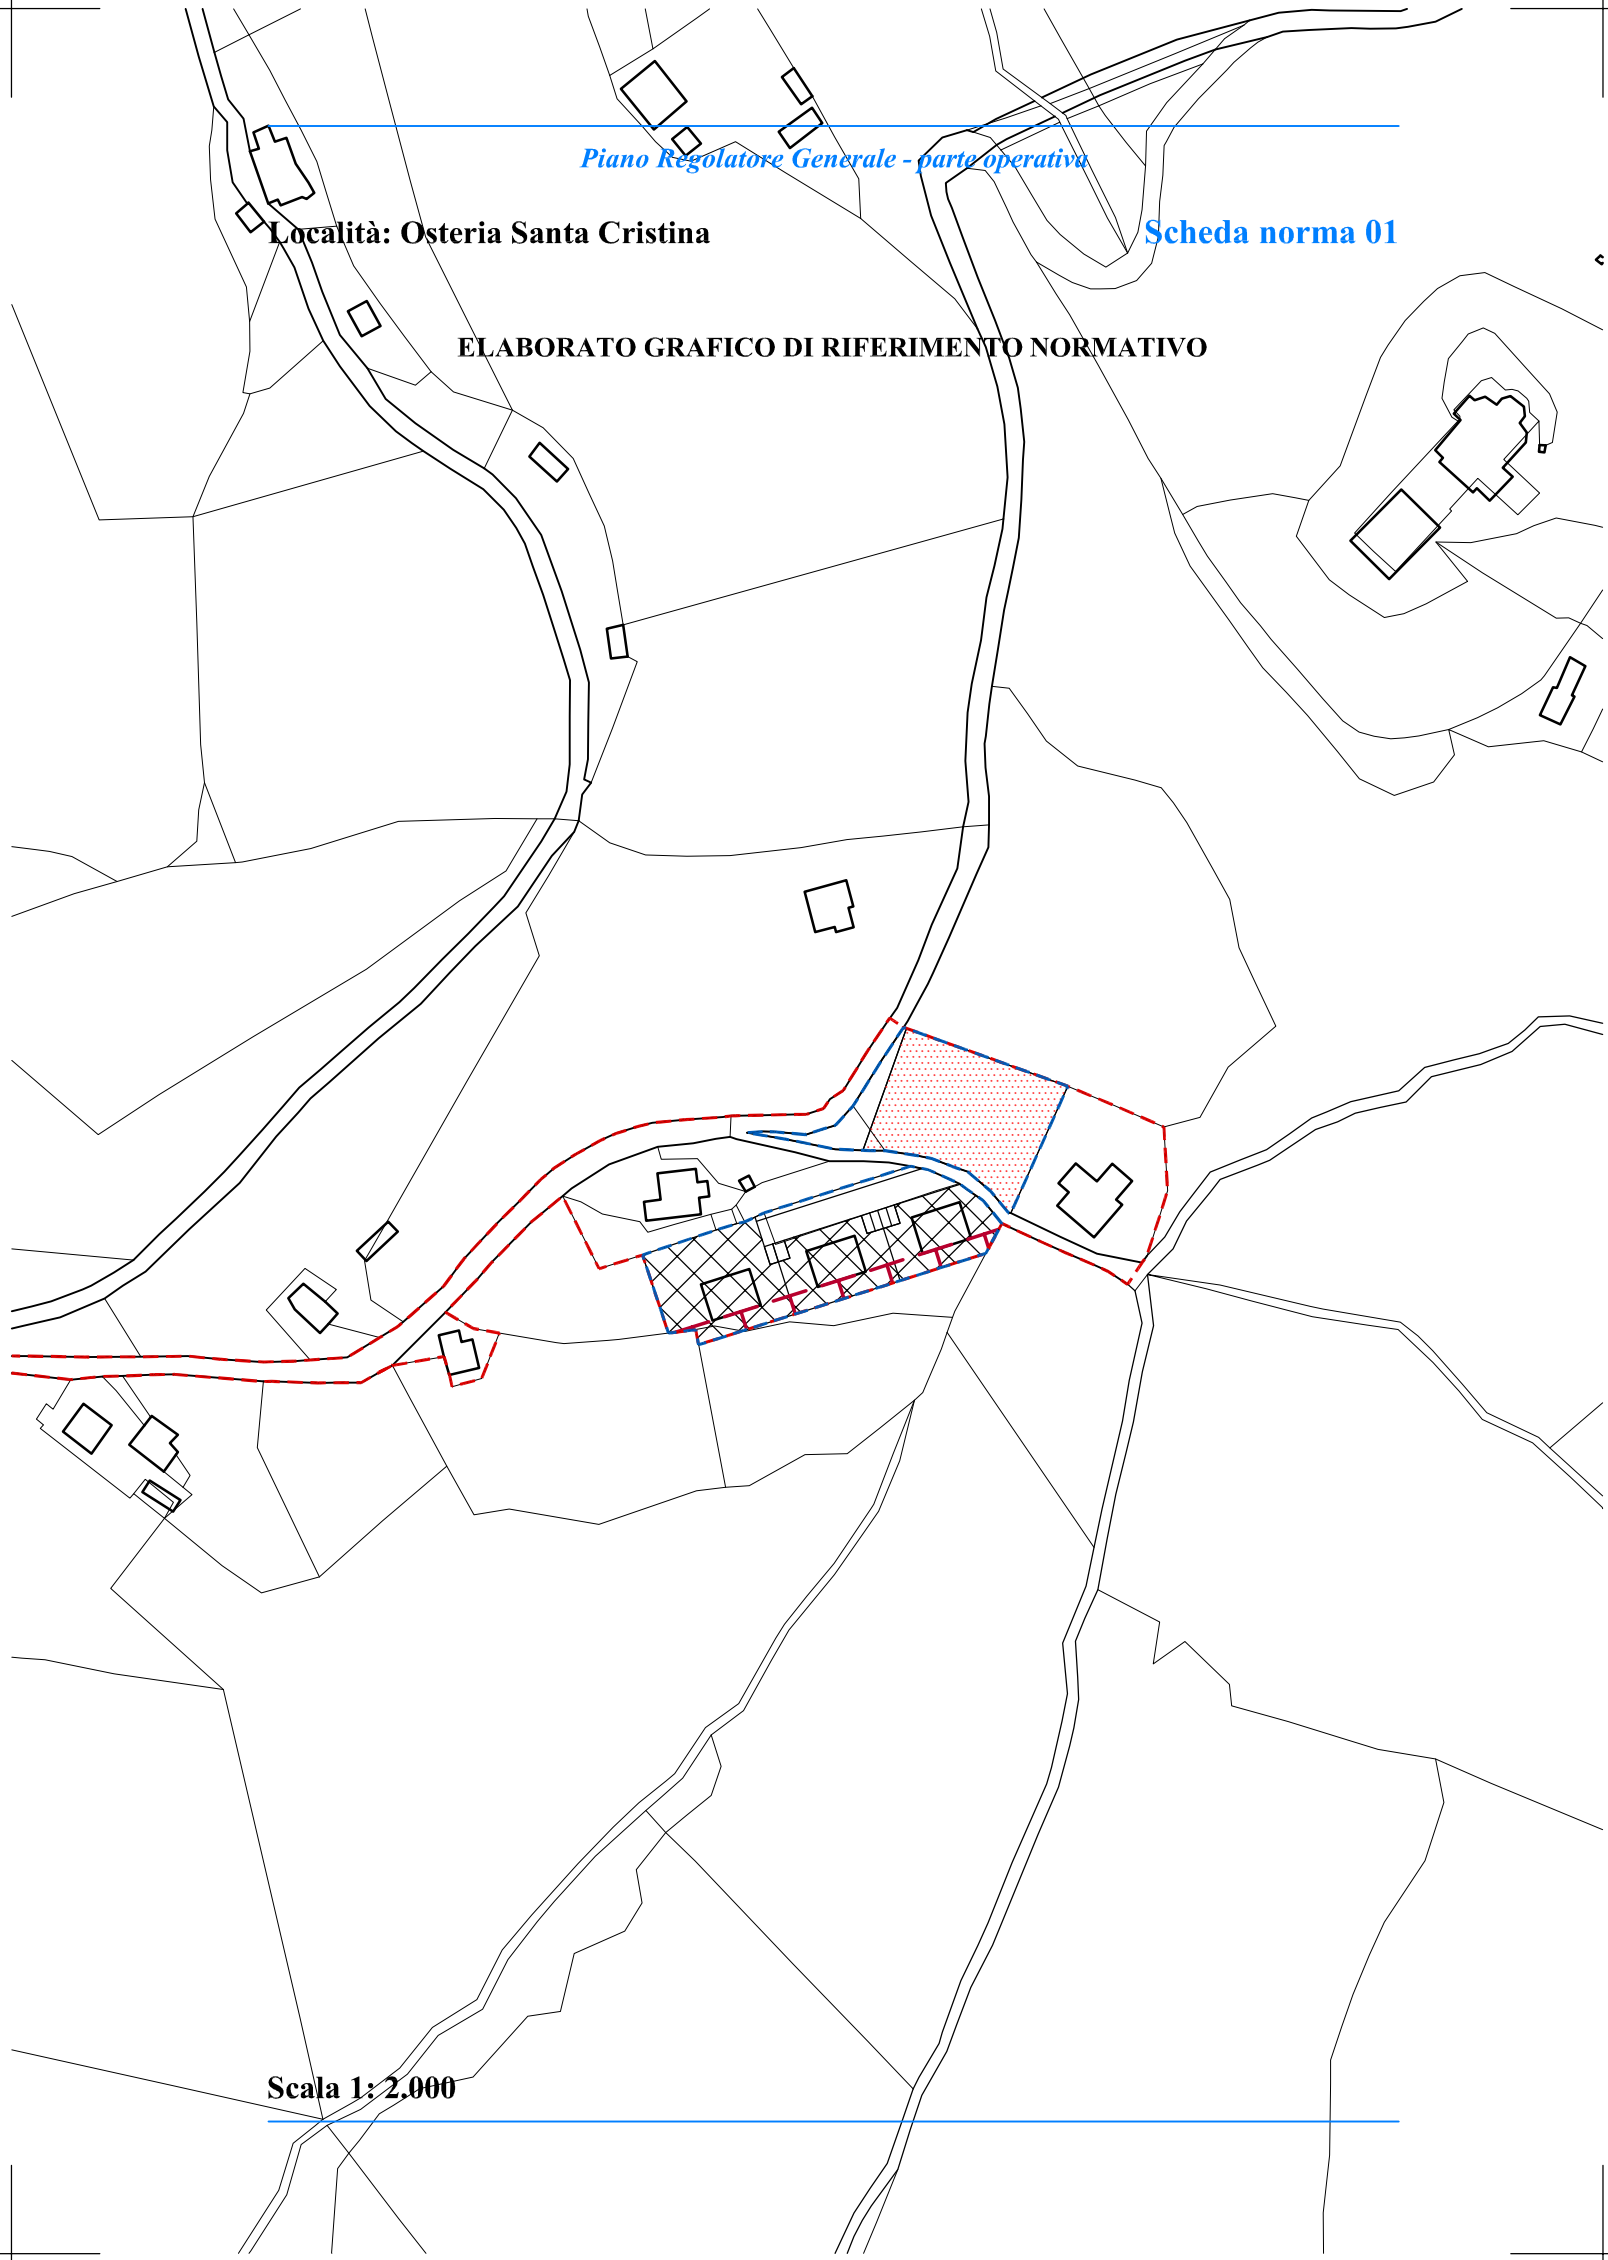 Piano Regolatore Generale - parte operativa
Località: Osteria Santa Cristina
Scheda norma 01
ELABORATO GRAFICO DI RIFERIMENTO NORMATIVO
Scala 1: 2.000